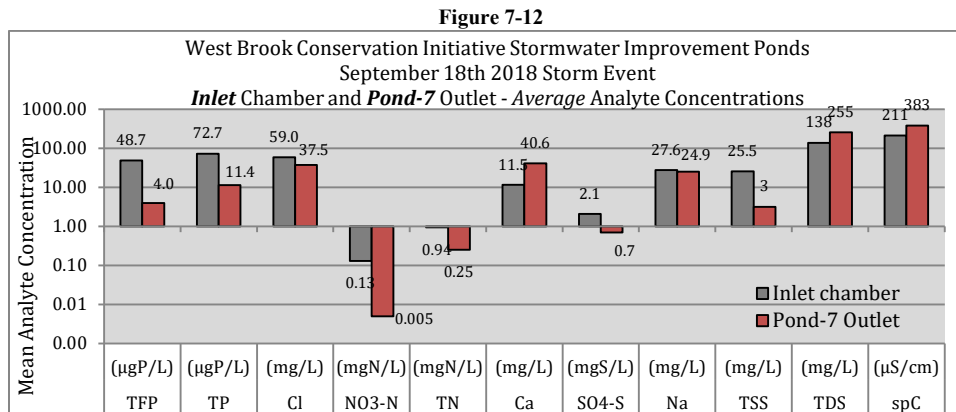 Figure 7-12
West Brook Conservation Initiative Stormwater Improvement Ponds
September 18th 2018 Storm Event
Inlet Chamber and Pond-7 Outlet - Average Analyte Concentrations
Mean Analyte Concentration
1000.00
100.00
10.00
1.00
0.10
0.01
0.00
48.7 4.0 72.7 11.4 59.0 37.5 0.13 0.005 0.94 0.25 11.5 40.6 2.1 0.7 27.6 24.9 25.5 3 138 255 211 383
Inlet chamber
Pond-7 Outlet
(µgP/L) (µgP/L) (mg/L) (mgN/L) (mgN/L) (mg/L) (mgS/L) (mg/L) (mg/L) (mg/L) (µS/cm)
TFP TP Cl NO3-N TN Ca SO4-S Na TSS TDS spC